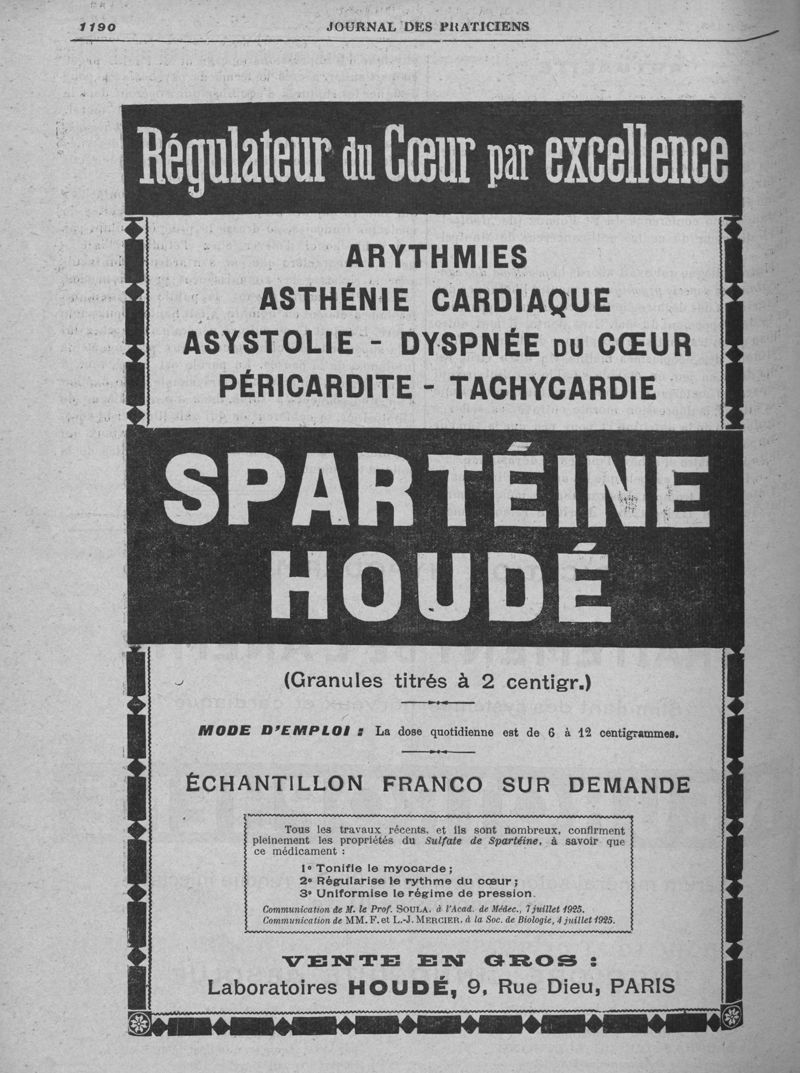 1190
JOURNAL DES PRATICIENS
Régulateur du Cœur par excellence
ARYTHMIES
ASTHÉNIE CARDIAQUE
ASYSTOLIE - DYSPNÉE DU CŒUR
PÉRICARDITE - TACHYCARDIE
SPARTÉINE
HOUDÉ
(Granules titrés à 2 centigr.)
MODE D'EMPLOI : La dose quotidienne est de 6 à 12 centigrammes.
ÉCHANTILLON FRANCO SUR DEMANDE
Tous les travaux récents, et ils sont nombreux, confirment
pleinement les propriétés du Sulfate de Spartéine, à savoir que
ce médicament :
1° Tonifie le myocarde ;
2° Régularise le rythme du cœur ;
3° Uniformise le régime de pression.
Communication de M. le Prof. SOULA, à l'Acad. de Médec., 7 juillet 1925.
Communication de MM. F. et L.-J. MERCIER, à la Soc. de Biologie, 4 juillet 1925.
VENTE EN GROS :
Laboratoires HOUDÉ, 9, Rue Dieu, PARIS